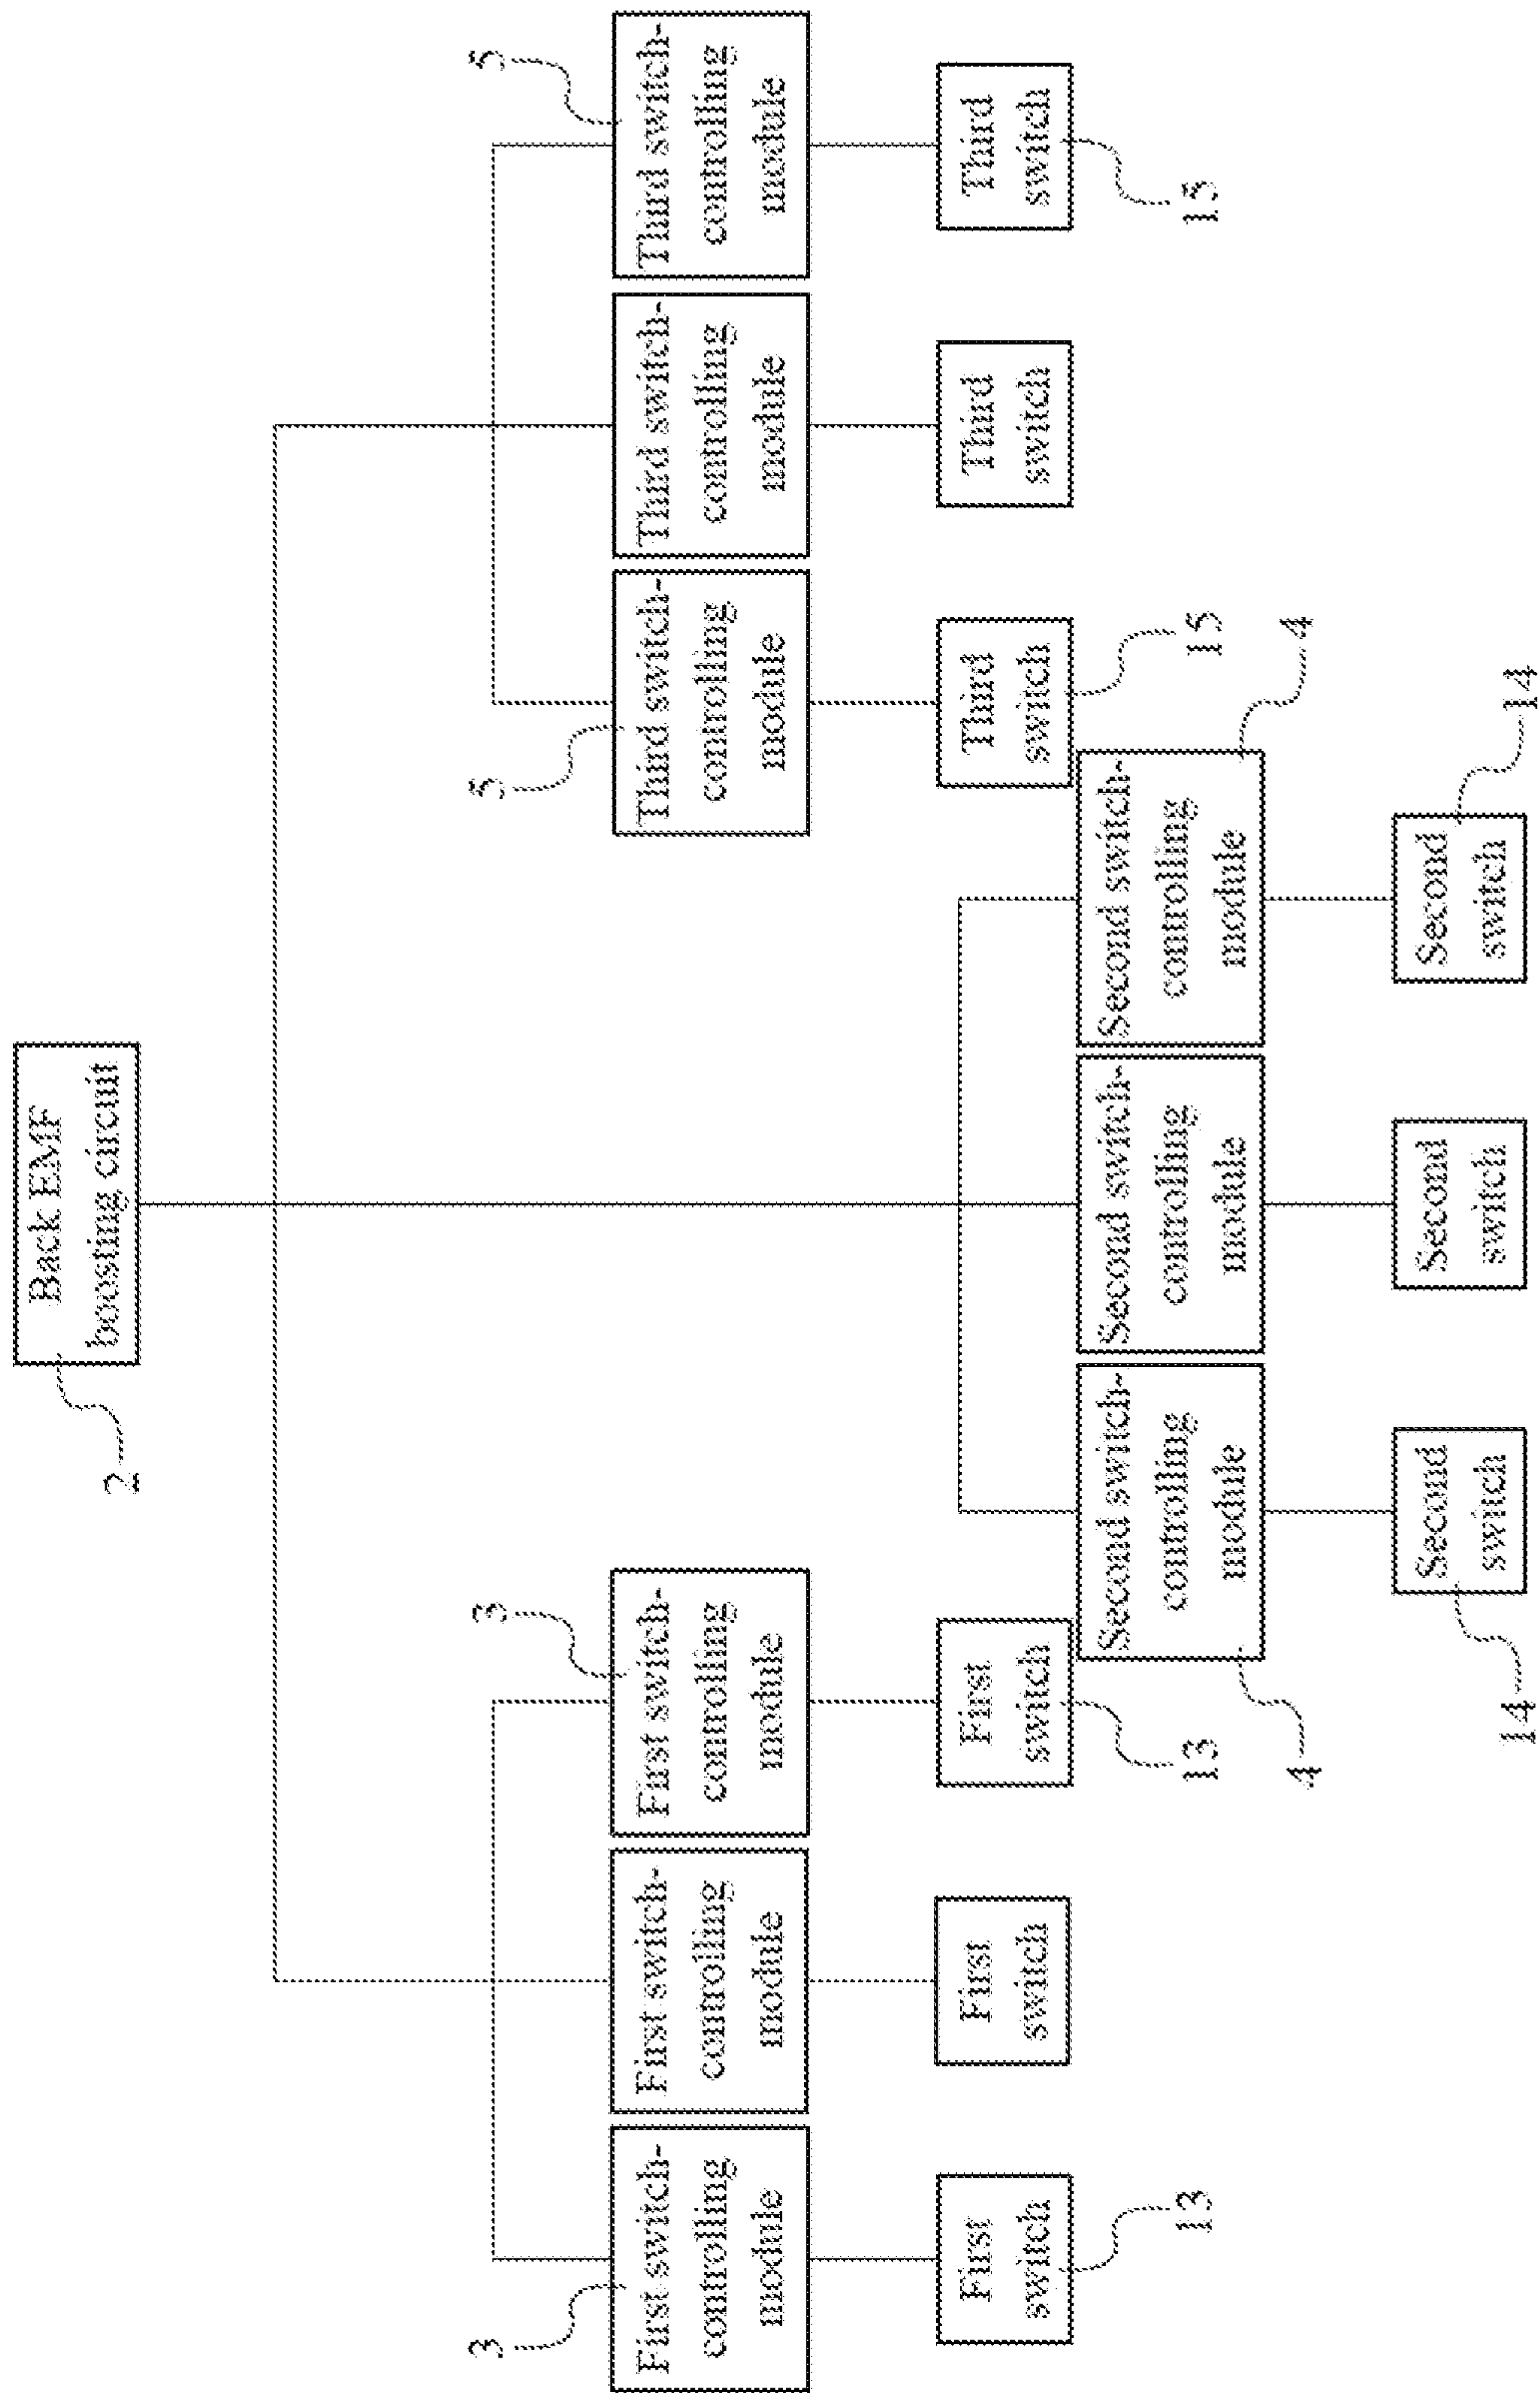 Back EMF
boosting circuit
2
3
3
5
5
First switch-
controlling
module
First switch-
controlling
module
First switch-
controlling
module
Third switch-
controlling
module
Third switch-
controlling
module
Third switch-
controlling
module
First
switch
First
switch
First
switch
Third
switch
Third
switch
Third
switch
13
13
15
15
Second switch-
controlling
module
Second switch-
controlling
module
Second switch-
controlling
module
4
4
Second
switch
Second
switch
Second
switch
14
14